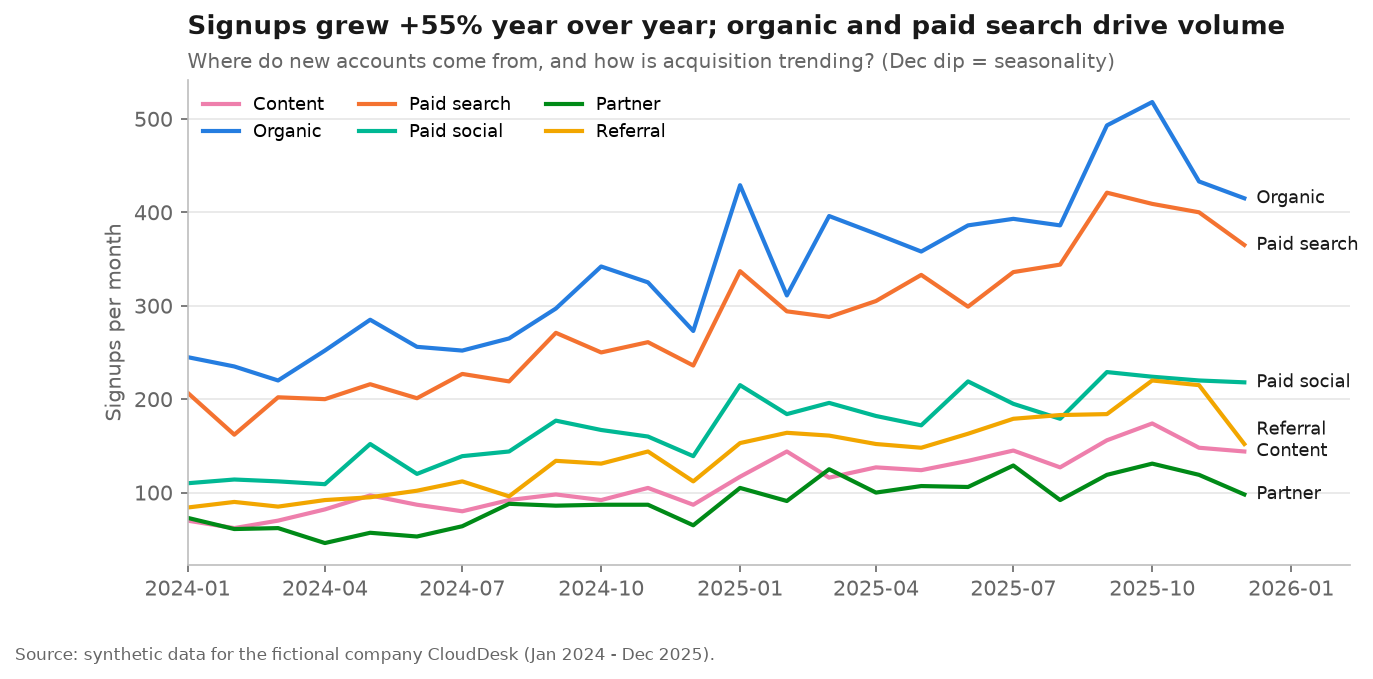 Signups grew +55% year over year; organic and paid search drive volume
Where do new accounts come from, and how is acquisition trending? (Dec dip = seasonality)
Content
Paid search
Partner
Organic
Paid social
Referral
Signups per month
500
400
300
200
100
Organic
Paid search
Paid social
Referral
Content
Partner
2024-01
2024-04
2024-07
2024-10
2025-01
2025-04
2025-07
2025-10
2026-01
Source: synthetic data for the fictional company CloudDesk (Jan 2024 - Dec 2025).